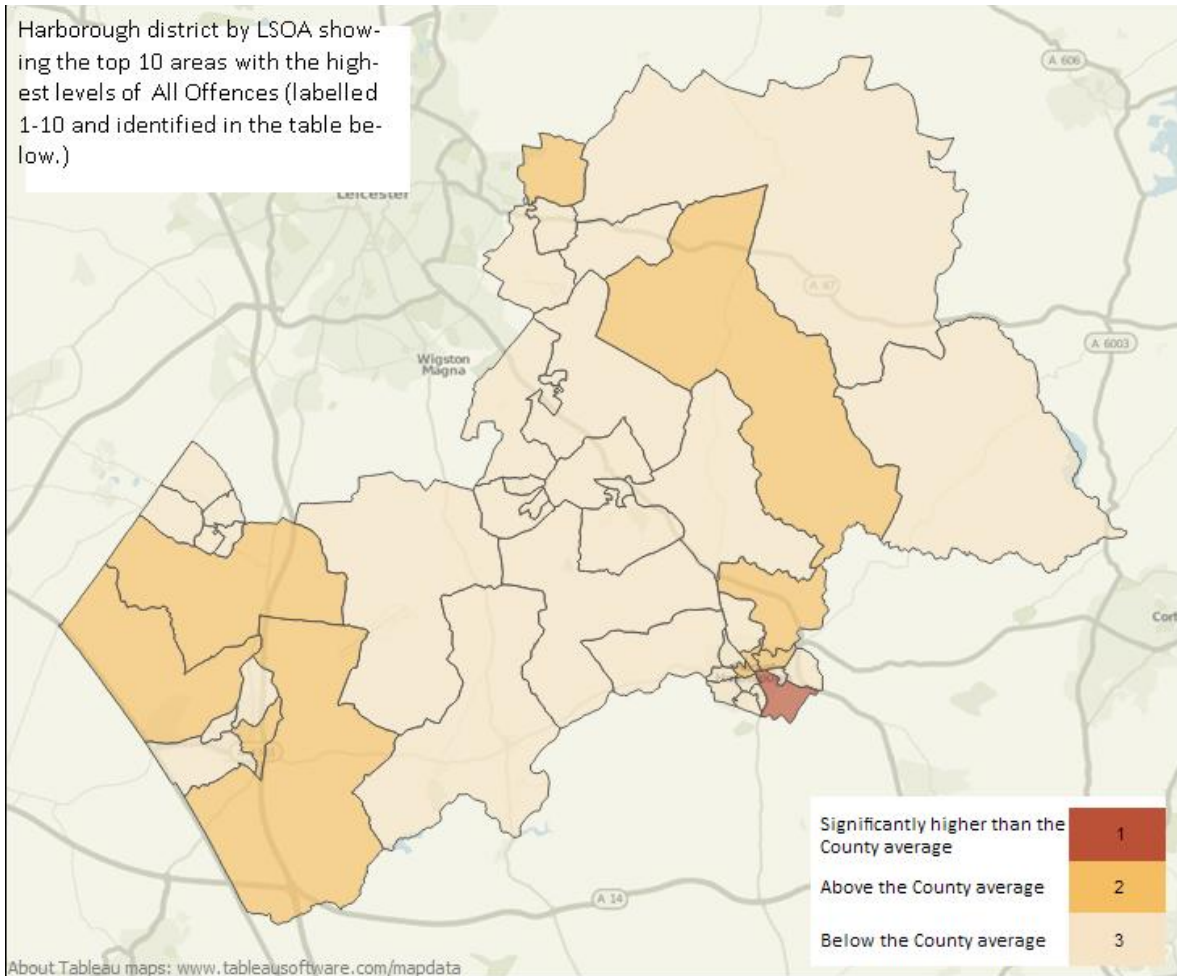 Harborough district by LSOA show-
ing the top 10 areas with the high-
est levels of  All Offences (labelled
1-10 and identified in the table be-
low.)
A 606
Leicester
A 47
A 6003
Wigston
Magna
Cort
Significantly higher than the
County average
1
Above the County average
2
Below the County average
3
A 14
About Tableau maps: www.tableausoftware.com/mapdata